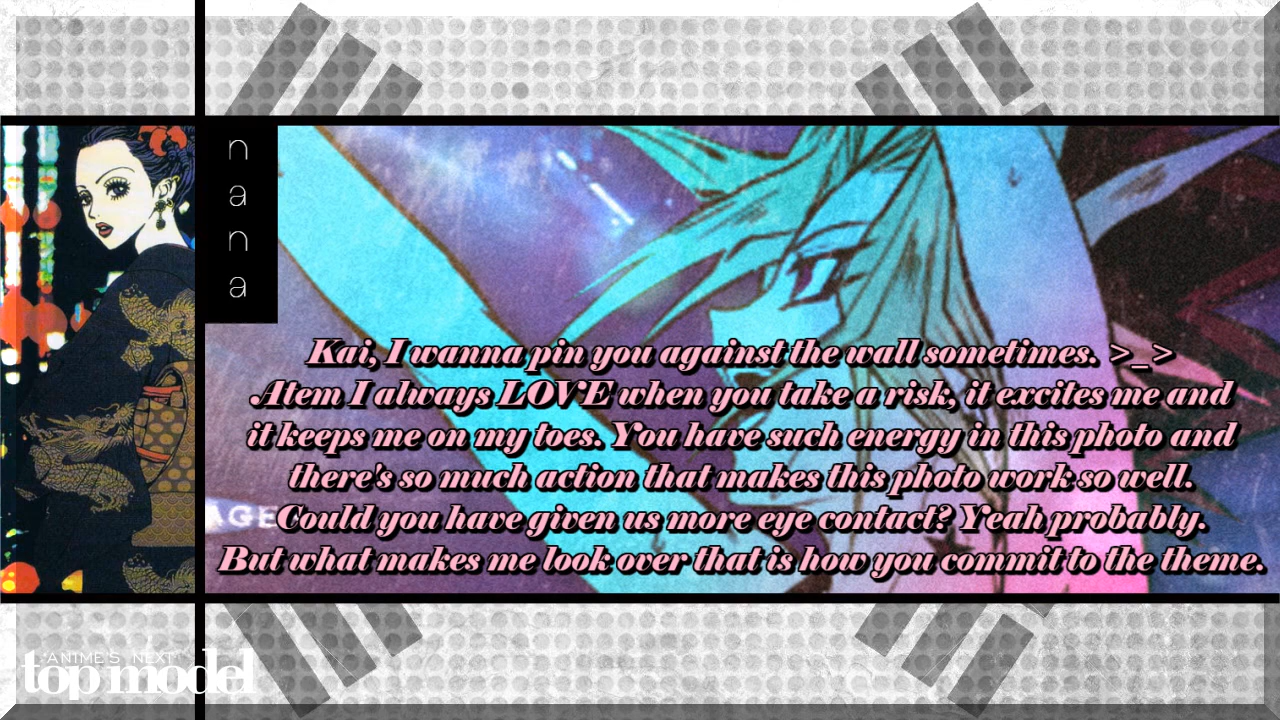 nana
Kai, I wanna pin you against the wall sometimes. >_>
Atem I always LOVE when you take a risk, it excites me and
it keeps me on my toes. You have such energy in this photo and
there's so much action that makes this photo work so well.
AGE
Could you have given us more eye contact? Yeah probably.
But what makes me look over that is how you commit to the theme.
ANIME'S NEXT
top model